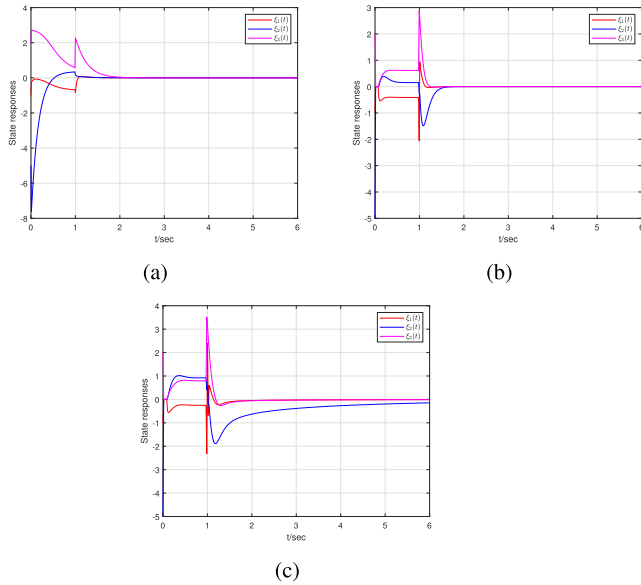 4
2
0
-2
-4
-6
-8
State responses
0 1 2 3 4 5 6
t/sec
ξ₁(t)
ξ₂(t)
ξ₃(t)
(a)
3
2
1
0
-1
-2
-3
-4
-5
State responses
0 1 2 3 4 5 6
t/sec
ξ₁(t)
ξ₂(t)
ξ₃(t)
(b)
4
3
2
1
0
-1
-2
-3
-4
-5
State responses
0 1 2 3 4 5 6
t/sec
ξ₁(t)
ξ₂(t)
ξ₃(t)
(c)